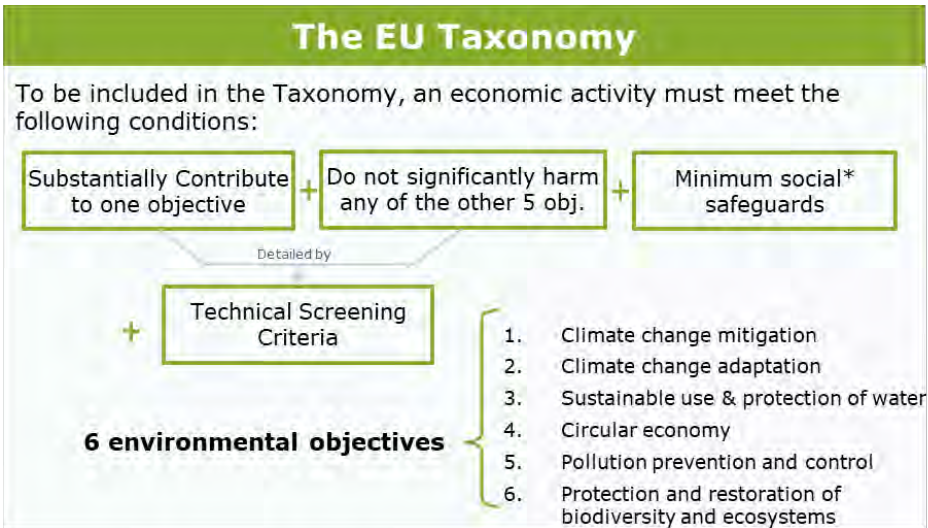 The EU Taxonomy
To be included in the Taxonomy, an economic activity must meet the
following conditions:
Substantially Contribute
to one objective
+
Do not significantly harm
any of the other 5 obj.
+
Minimum social*
safeguards
Detailed by
+
Technical Screening
Criteria
6 environmental objectives
1. Climate change mitigation
2. Climate change adaptation
3. Sustainable use & protection of water
4. Circular economy
5. Pollution prevention and control
6. Protection and restoration of
biodiversity and ecosystems